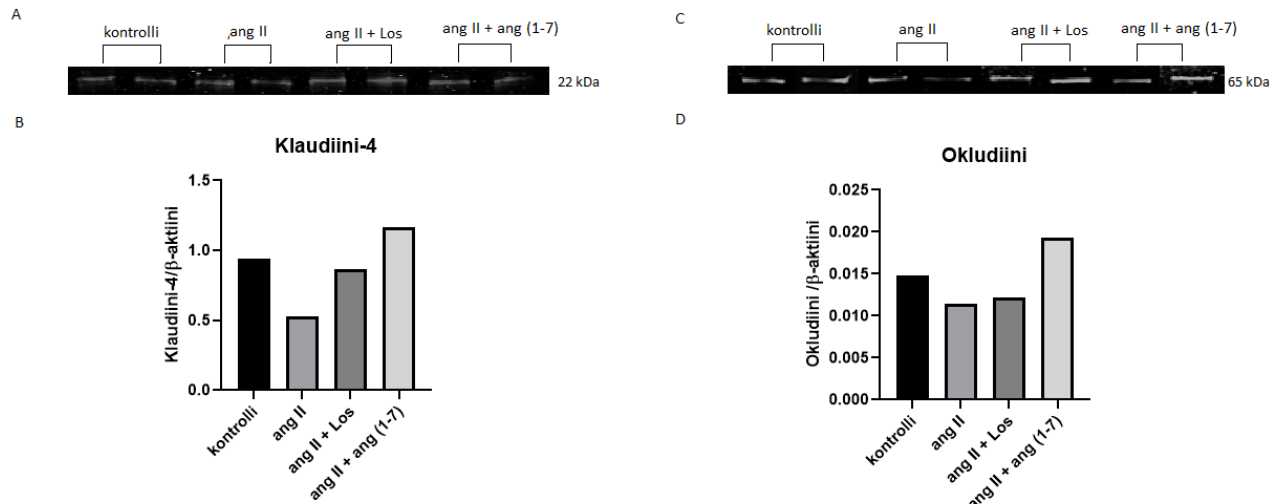 A
kontrolli
,ang II
ang II + Los
ang II + ang (1-7)
22 kDa
B
Klaudiini-4
Klaudiini-4/β-aktiini
1.5
1.0
0.5
0.0
kontrolli
ang II
ang II + Los
ang II + ang (1-7)
C
kontrolli
ang II
ang II + Los
ang II + ang (1-7)
65 kDa
D
Okludiini
Okludiini /β-aktiini
0.025
0.020
0.015
0.010
0.005
0.000
kontrolli
ang II
ang II + Los
ang II + ang (1-7)